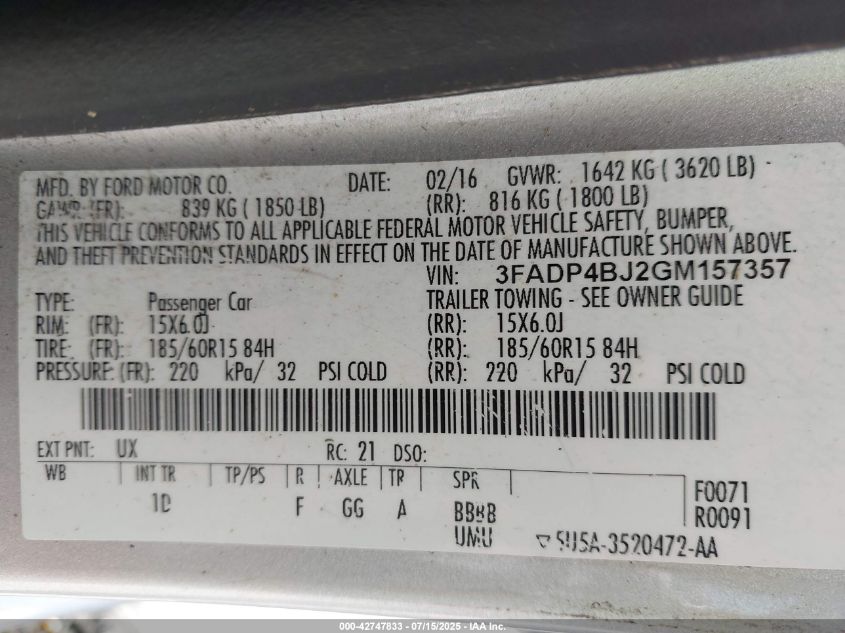 MFD. BY FORD MOTOR CO. DATE: 02/16 GVWR: 1642 KG ( 3620 LB)
GAWR (FR): 839 KG ( 1850 LB) (RR): 816 KG ( 1800 LB)
THIS VEHICLE CONFORMS TO ALL APPLICABLE FEDERAL MOTOR VEHICLE SAFETY, BUMPER,
AND THEFT PREVENTION STANDARDS IN EFFECT ON THE DATE OF MANUFACTURE SHOWN ABOVE.
VIN: 3FADP4BJ2GM157357
TYPE: Passenger Car TRAILER TOWING - SEE OWNER GUIDE
RIM: (FR): 15X6.0J (RR): 15X6.0J
TIRE: (FR): 185/60R15 84H (RR): 185/60R15 84H
PRESSURE: (FR): 220 kPa/ 32 PSI COLD (RR): 220 kPa/ 32 PSI COLD
EXT PNT: UX RC: 21 DSO:
WB INT TR TP/PS R AXLE TR SPR F0071
1D F GG A BBBB R0091
UMU 5U5A-3520472-AA
000-42747833 - 07/15/2025 - IAA Inc.